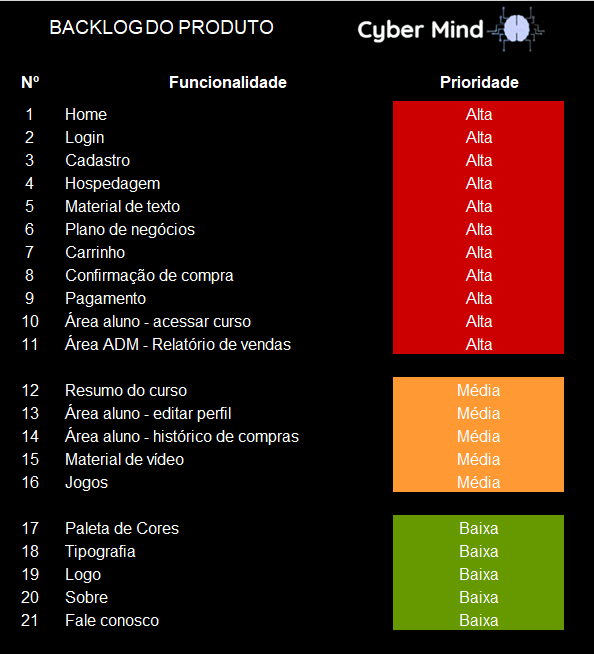 BACKLOG DO PRODUTO
Cyber Mind
Nº Funcionalidade Prioridade
1 Home Alta
2 Login Alta
3 Cadastro Alta
4 Hospedagem Alta
5 Material de texto Alta
6 Plano de negócios Alta
7 Carrinho Alta
8 Confirmação de compra Alta
9 Pagamento Alta
10 Área aluno - acessar curso Alta
11 Área ADM - Relatório de vendas Alta
12 Resumo do curso Média
13 Área aluno - editar perfil Média
14 Área aluno - histórico de compras Média
15 Material de vídeo Média
16 Jogos Média
17 Paleta de Cores Baixa
18 Tipografia Baixa
19 Logo Baixa
20 Sobre Baixa
21 Fale conosco Baixa